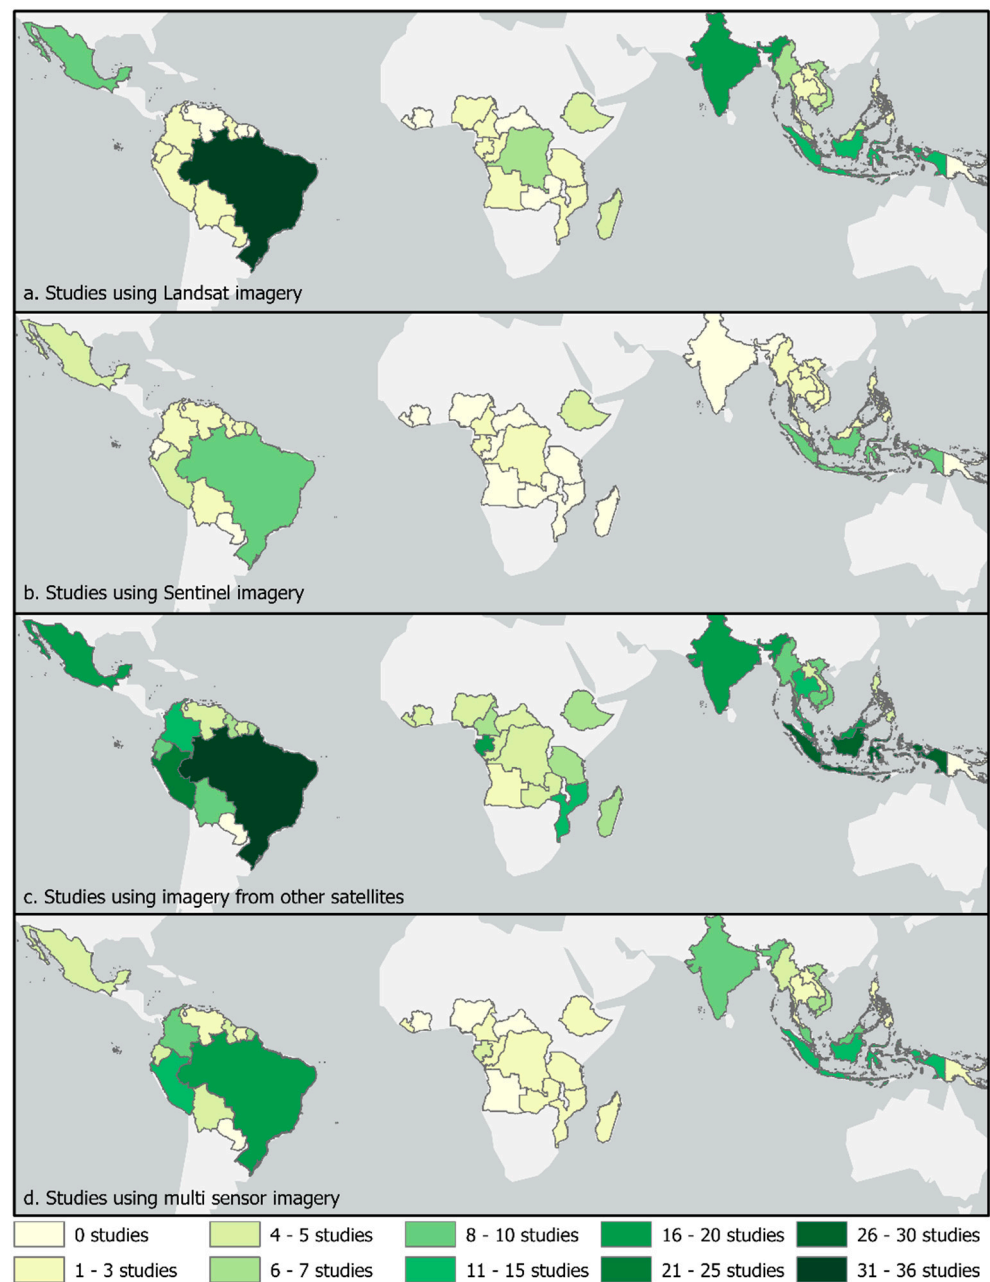 a. Studies using Landsat imagery
b. Studies using Sentinel imagery
c. Studies using imagery from other satellites
d. Studies using multi sensor imagery
0 studies 4 - 5 studies 8 - 10 studies 16 - 20 studies 26 - 30 studies
1 - 3 studies 6 - 7 studies 11 - 15 studies 21 - 25 studies 31 - 36 studies